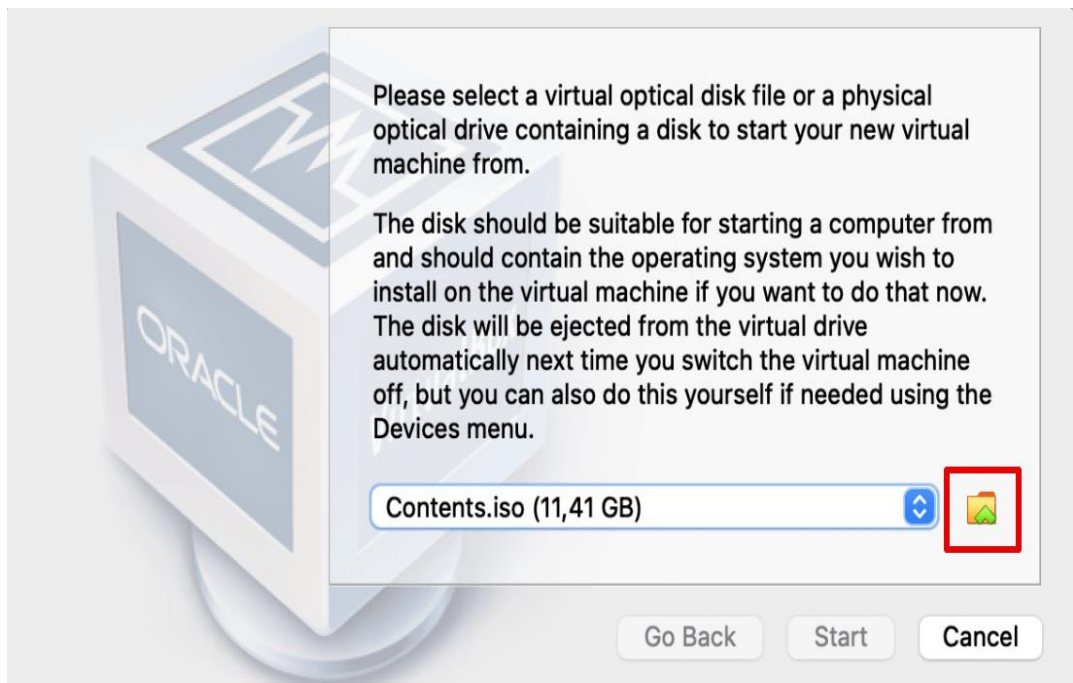 Please select a virtual optical disk file or a physical
optical drive containing a disk to start your new virtual
machine from.
The disk should be suitable for starting a computer from
and should contain the operating system you wish to
install on the virtual machine if you want to do that now.
The disk will be ejected from the virtual drive
automatically next time you switch the virtual machine
off, but you can also do this yourself if needed using the
Devices menu.
ORACLE
VirtualBox
Contents.iso (11,41 GB)
Go Back
Start
Cancel